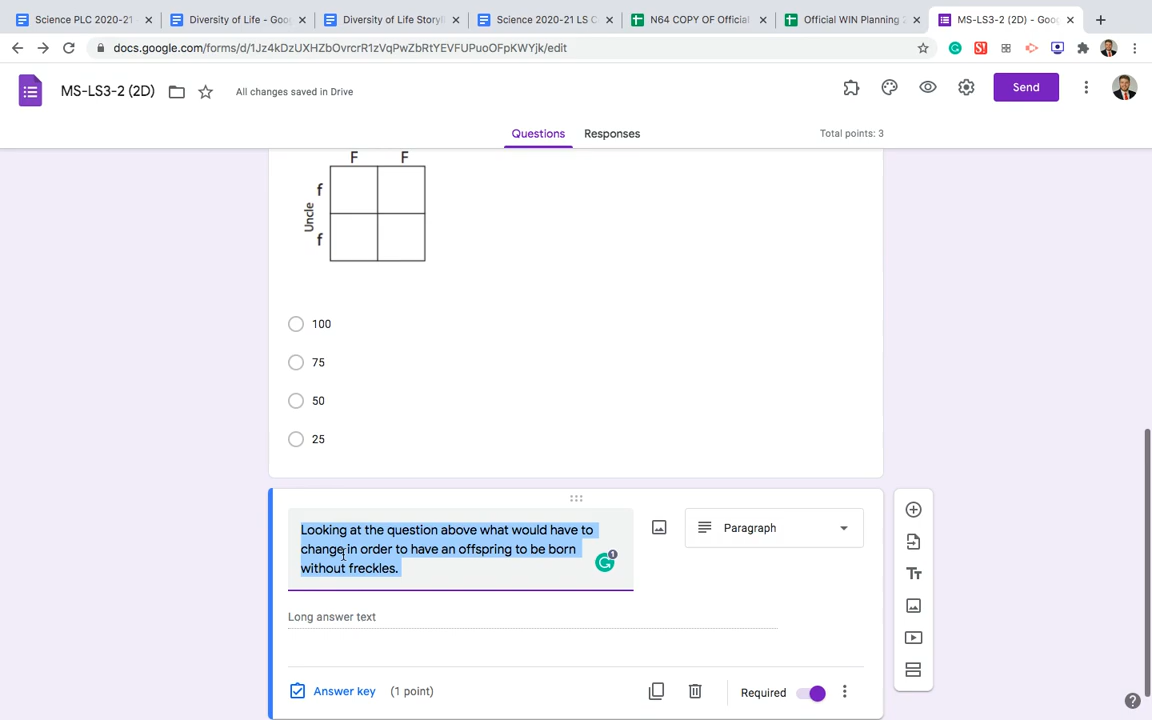 Science PLC 2020-21
Diversity of Life - Goo
Diversity of Life Storyli
Science 2020-21 LS C
N64 COPY OF Official
Official WIN Planning 2
MS-LS3-2 (2D) - Goo
docs.google.com/forms/d/1Jz4kDzUXHZbOvrcrR1zVqPwZbRtYEVFUPuoOFpKWYjk/edit
MS-LS3-2 (2D)
All changes saved in Drive
Send
Questions
Responses
Total points: 3
F F
f
Uncle
f
100
75
50
25
Looking at the question above what would have to
change in order to have an offspring to be born
without freckles.
1
Paragraph
Long answer text
Answer key
(1 point)
Required